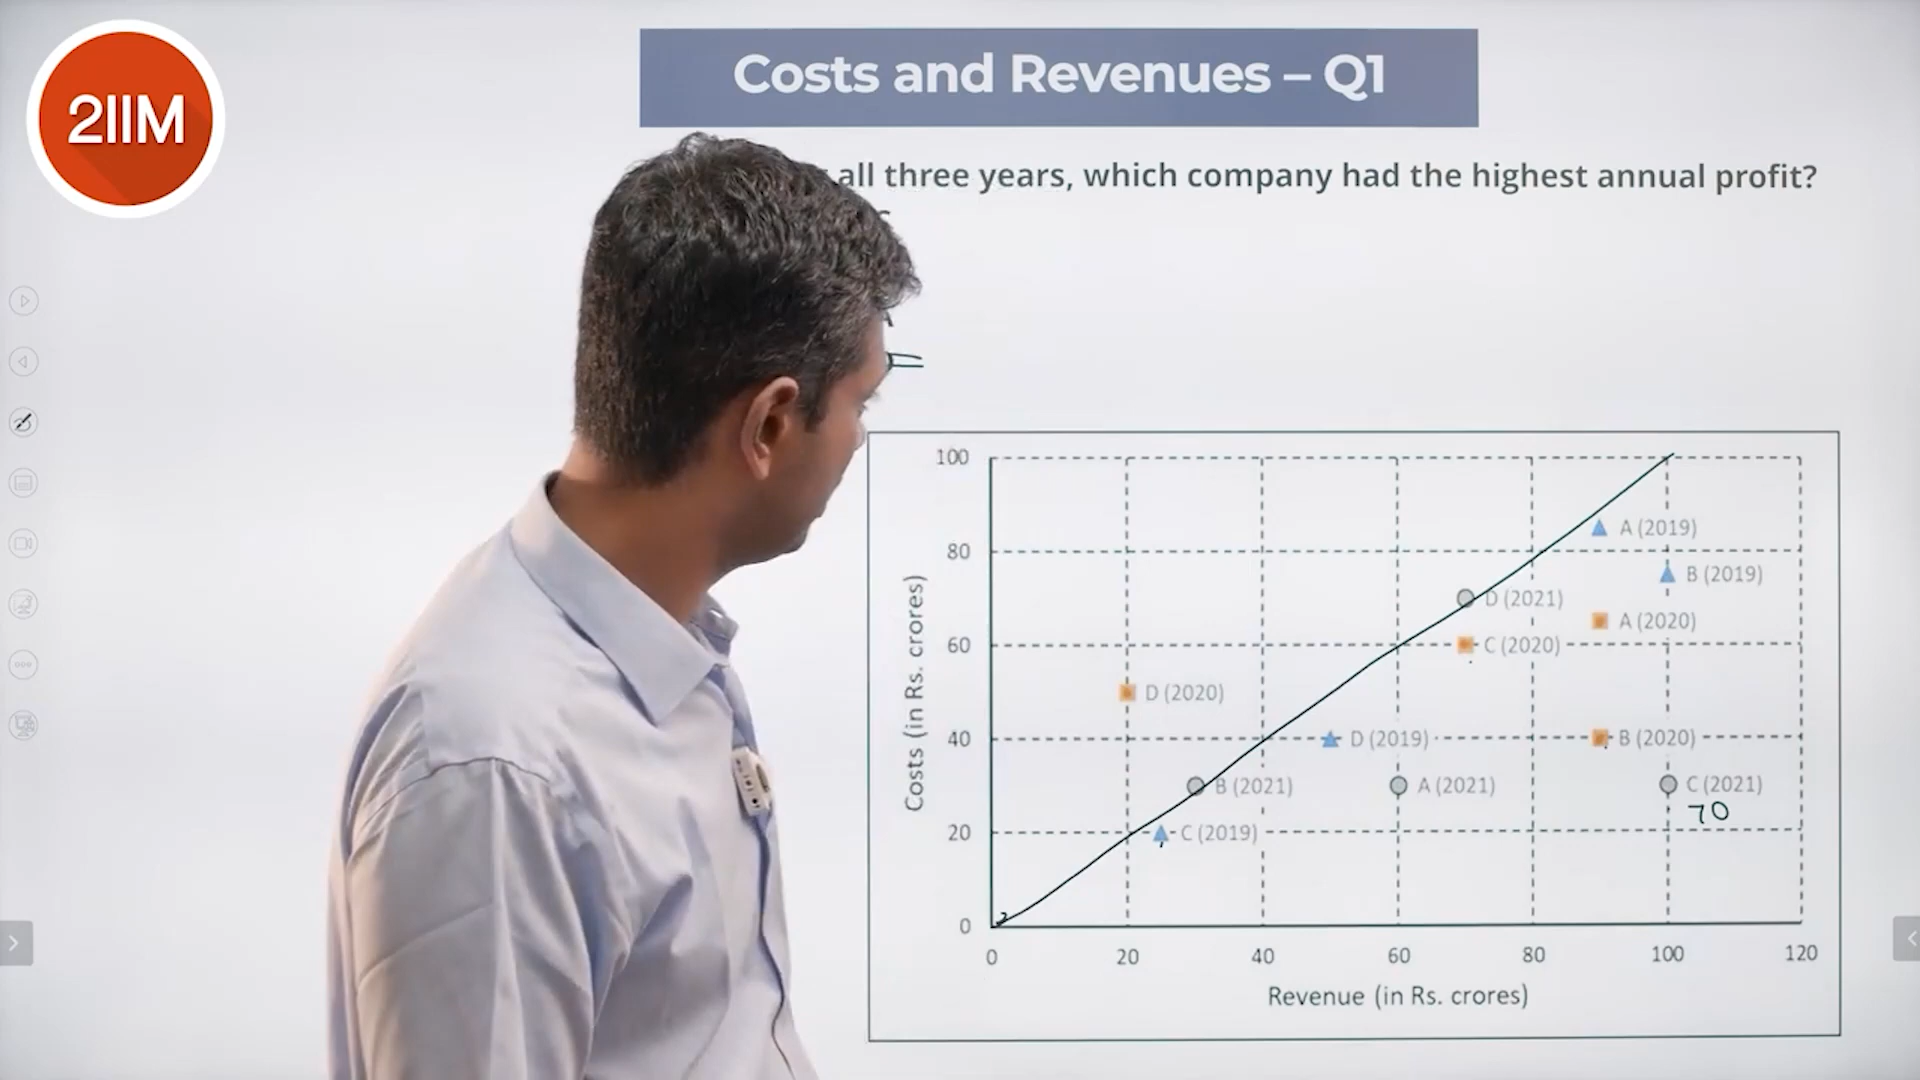 2IIM
Costs and Revenues – Q1
all three years, which company had the highest annual profit?
100
A (2019)
80
B (2019)
D (2021)
A (2020)
60
C (2020)
D (2020)
40
D (2019)
B (2020)
B (2021)
A (2021)
C (2021)
70
20
C (2019)
0
0
20
40
60
80
100
120
Costs (in Rs. crores)
Revenue (in Rs. crores)